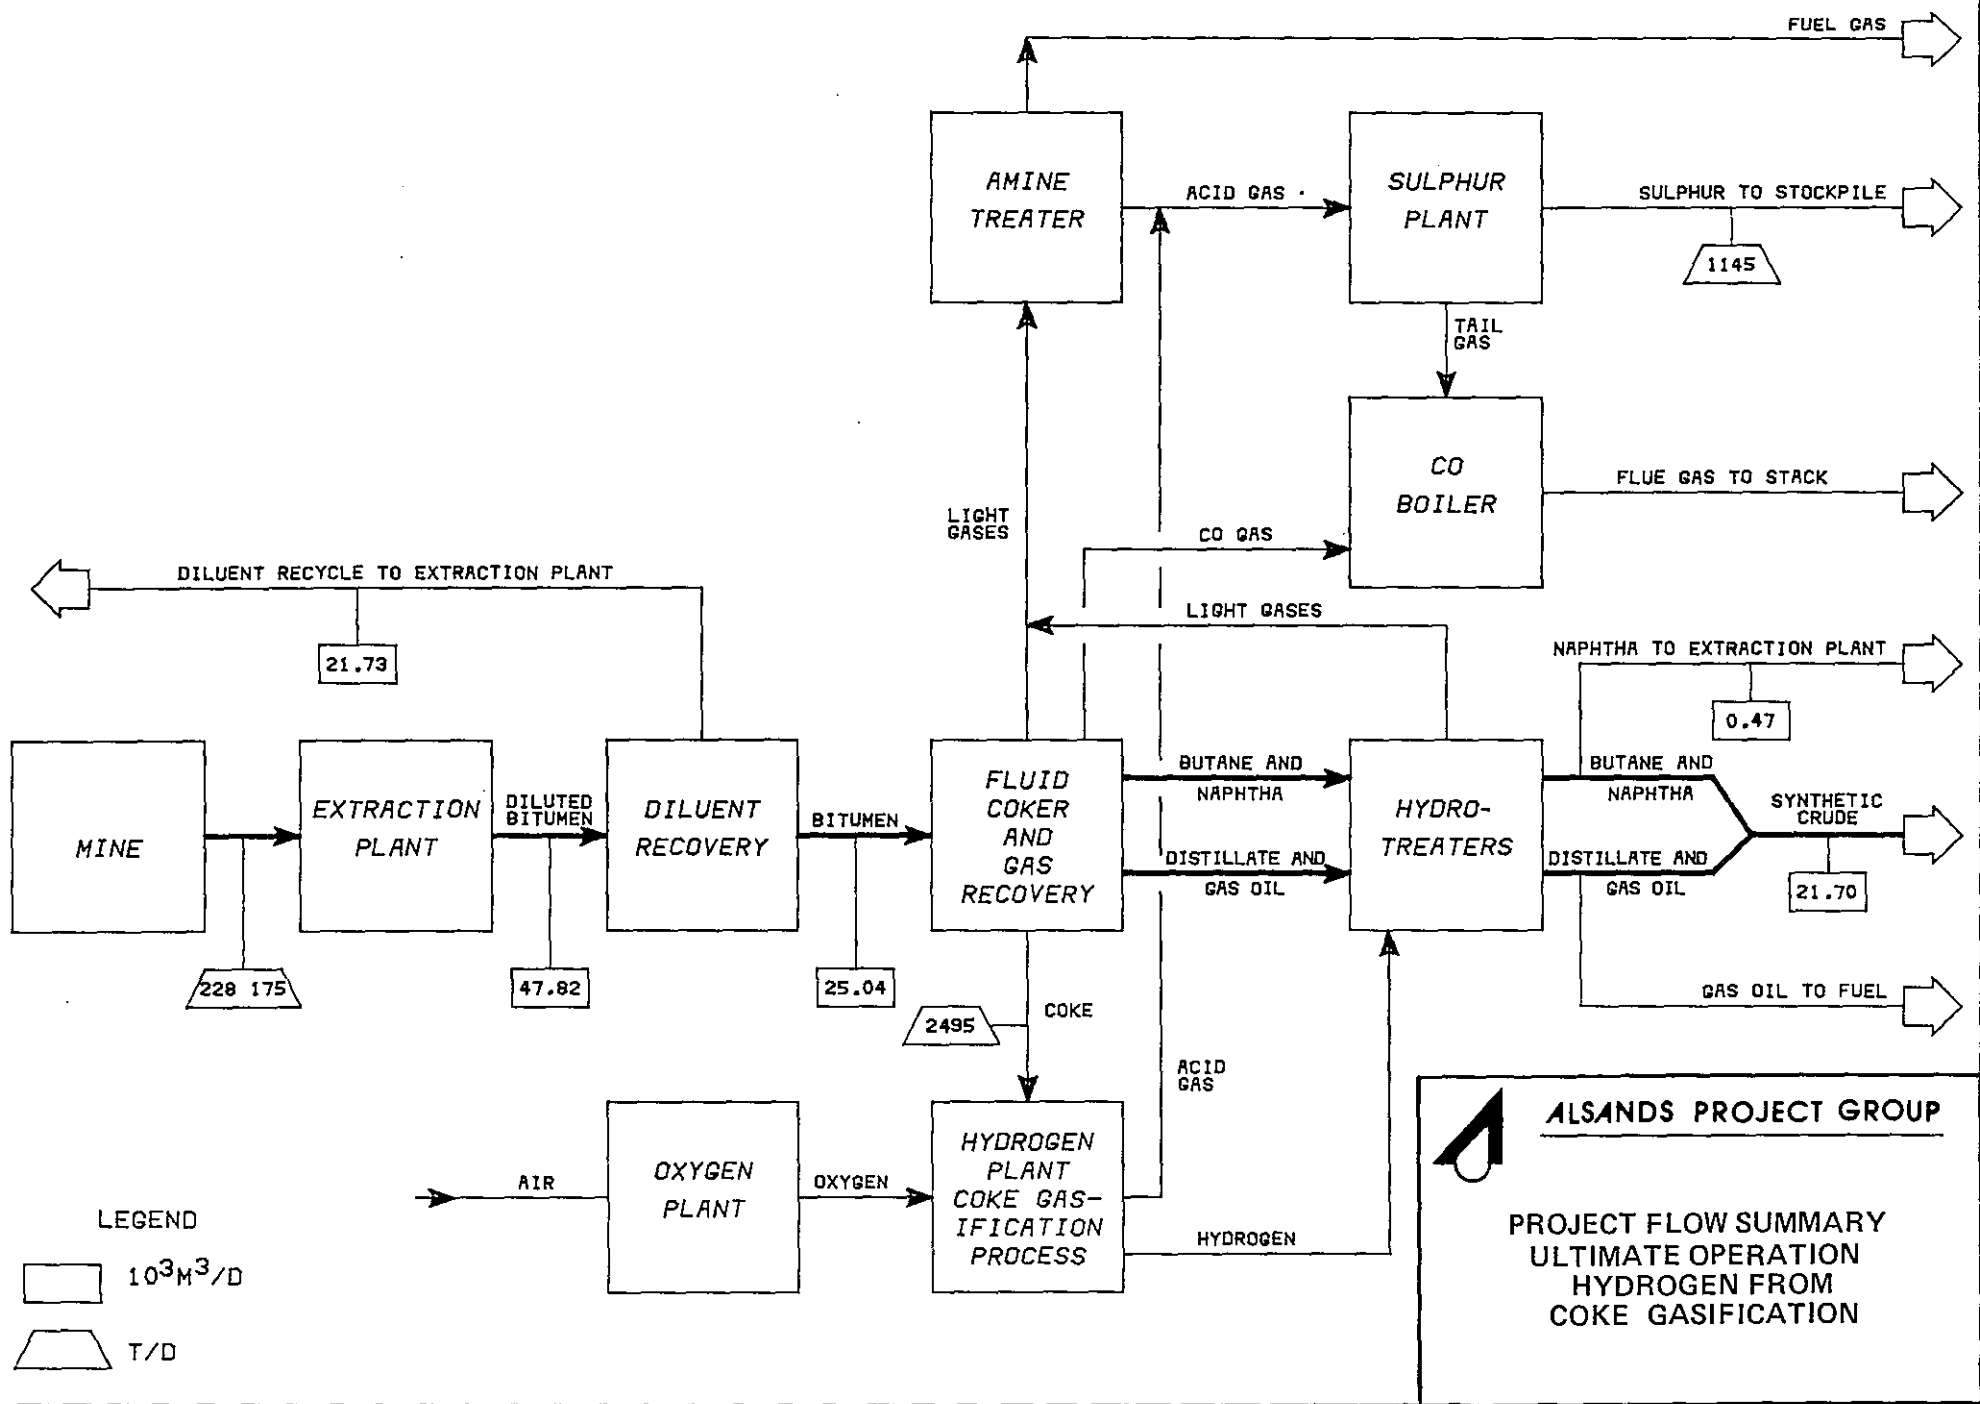 FUEL GAS
AMINE
TREATER
ACID GAS
SULPHUR
PLANT
SULPHUR TO STOCKPILE
1145
TAIL
GAS
CO
BOILER
FLUE GAS TO STACK
LIGHT
GASES
CO GAS
DILUENT RECYCLE TO EXTRACTION PLANT
21.73
LIGHT GASES
NAPHTHA TO EXTRACTION PLANT
0.47
MINE
228 175
EXTRACTION
PLANT
DILUTED
BITUMEN
47.82
DILUENT
RECOVERY
BITUMEN
25.04
FLUID
COKER
AND
GAS
RECOVERY
BUTANE AND
NAPHTHA
DISTILLATE AND
GAS OIL
HYDRO-
TREATERS
BUTANE AND
NAPHTHA
DISTILLATE AND
GAS OIL
SYNTHETIC
CRUDE
21.70
GAS OIL TO FUEL
2495
COKE
ACID
GAS
AIR
OXYGEN
PLANT
OXYGEN
HYDROGEN
PLANT
COKE GAS-
IFICATION
PROCESS
HYDROGEN
LEGEND
10³M³/D
T/D
ALSANDS PROJECT GROUP
PROJECT FLOW SUMMARY
ULTIMATE OPERATION
HYDROGEN FROM
COKE GASIFICATION